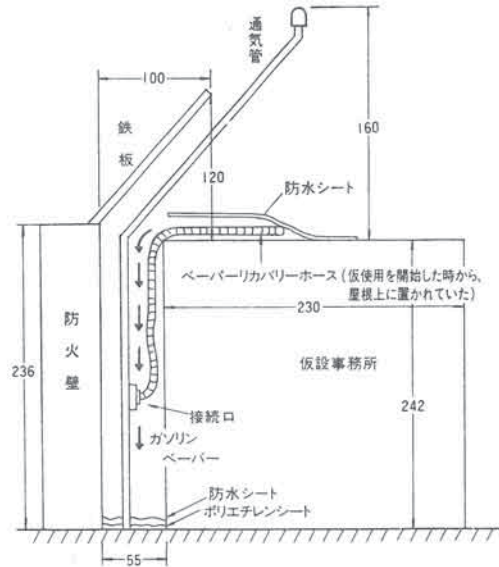 通気管
100
鉄板
160
120
防水シート
ベーパーリカバリーホース(仮使用を開始した時から、
屋根上に置かれていた)
230
防火壁
仮設事務所
236
242
接続口
ガソリン
ベーパー
防水シート
ポリエチレンシート
55